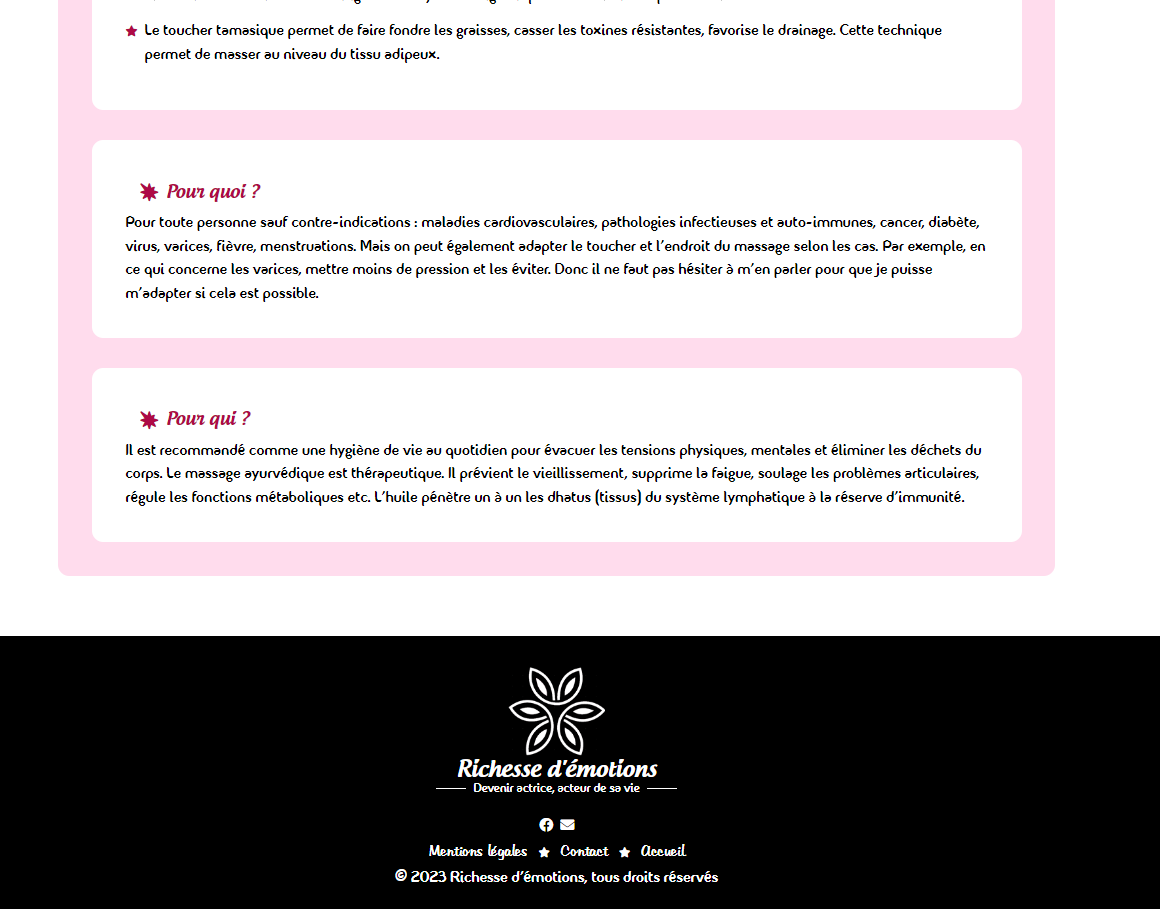 Le toucher tamasique permet de faire fondre les graisses, casser les toxines résistantes, favorise le drainage. Cette technique
permet de masser au niveau du tissu adipeux.
Pour quoi ?
Pour toute personne sauf contre-indications : maladies cardiovasculaires, pathologies infectieuses et auto-immunes, cancer, diabète,
virus, varices, fièvre, menstruations. Mais on peut également adapter le toucher et l'endroit du massage selon les cas. Par exemple, en
ce qui concerne les varices, mettre moins de pression et les éviter. Donc il ne faut pas hésiter à m'en parler pour que je puisse
m'adapter si cela est possible.
Pour qui ?
Il est recommandé comme une hygiène de vie au quotidien pour évacuer les tensions physiques, mentales et éliminer les déchets du
corps. Le massage ayurvédique est thérapeutique. Il prévient le vieillissement, supprime la faigue, soulage les problèmes articulaires,
régule les fonctions métaboliques etc. L'huile pénètre un à un les dhatus (tissus) du système lymphatique à la réserve d'immunité.
Richesse d'émotions
Devenir actrice, acteur de sa vie
Mentions légales Contact Accueil
© 2023 Richesse d'émotions, tous droits réservés